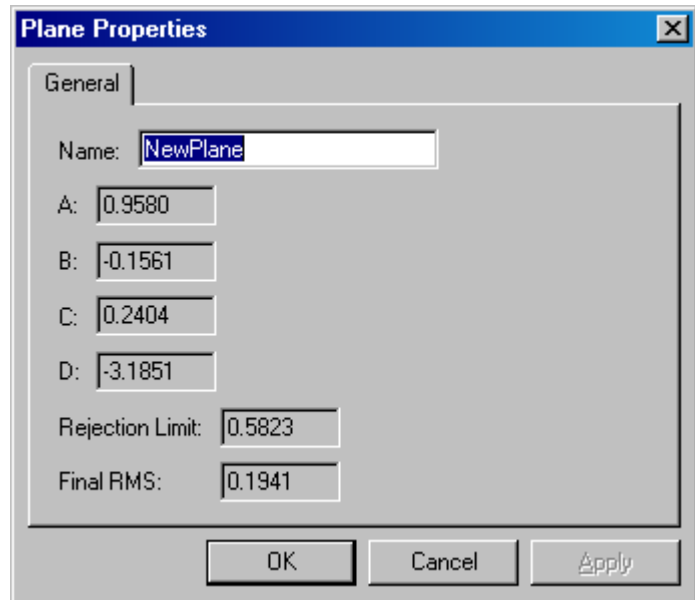 Plane Properties
General
Name: NewPlane
A: 0.9580
B: -0.1561
C: 0.2404
D: -3.1851
Rejection Limit: 0.5823
Final RMS: 0.1941
OK Cancel Apply